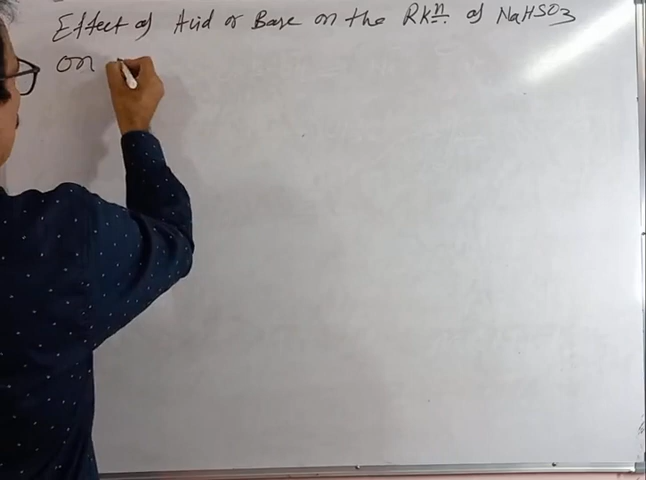 Effect of Acid or Base on the Rkn of NaHSO3
on